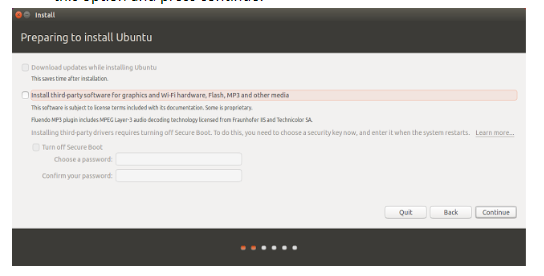 this option and press continue.
Install
Preparing to install Ubuntu
Download updates while installing Ubuntu
This saves time after installation.
Install third-party software for graphics and Wi-Fi hardware, Flash, MP3 and other media
This software is subject to license terms included with its documentation. Some is proprietary.
Fluendo MP3 plugin includes MPEG Layer-3 audio decoding technology licensed from Fraunhofer IIS and Technicolor SA.
Installing third-party drivers requires turning off Secure Boot. To do this, you need to choose a security key now, and enter it when the system restarts. Learn more...
Turn off Secure Boot
Choose a password:
Confirm your password:
Quit Back Continue